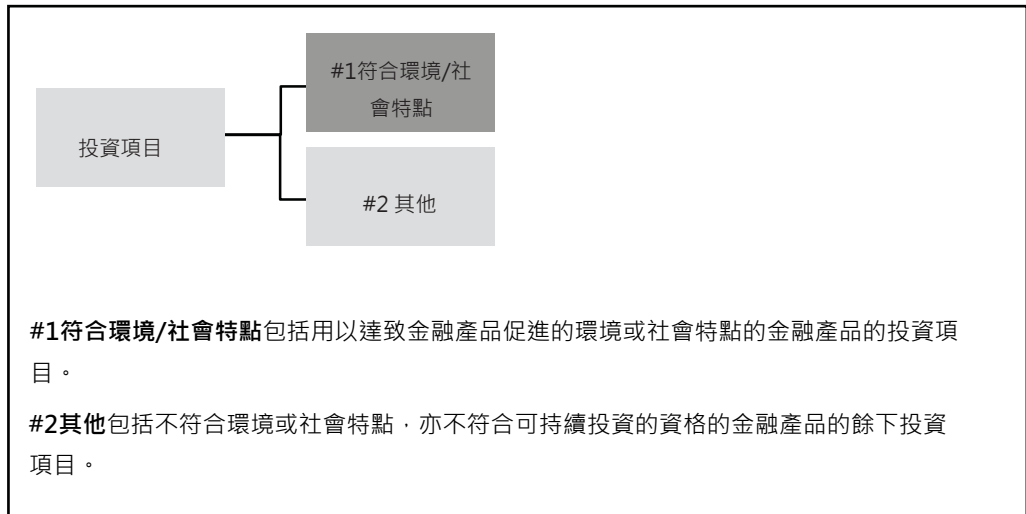 #1符合環境/社
會特點
投資項目
#2 其他
#1符合環境/社會特點包括用以達致金融產品促進的環境或社會特點的金融產品的投資項
目。
#2其他包括不符合環境或社會特點，亦不符合可持續投資的資格的金融產品的餘下投資
項目。